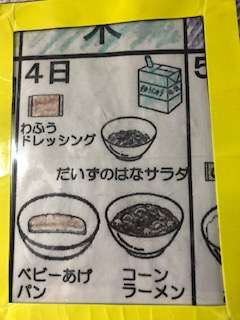 木
4日
わふう
ドレッシング
だいずのはなサラダ
ベビーあげ
パン
コーン
ラーメン